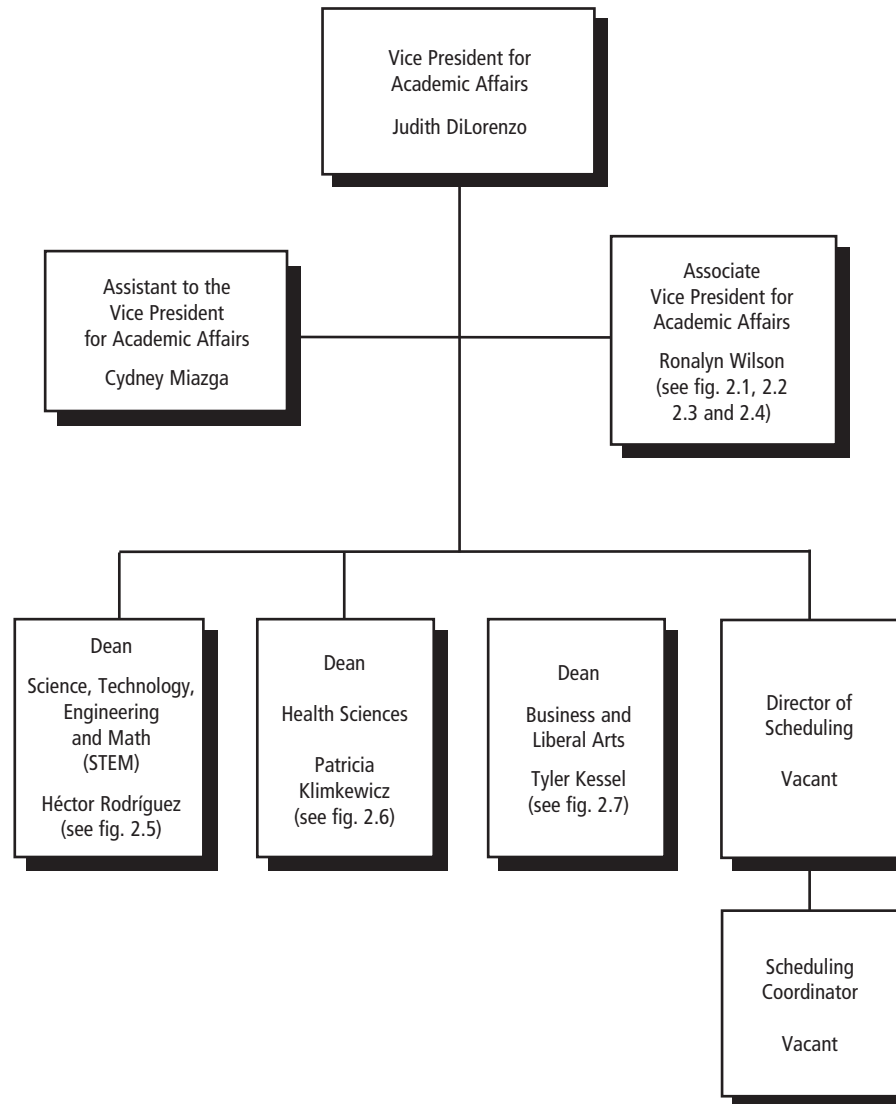 Vice President for
Academic Affairs
Judith DiLorenzo
Assistant to the
Vice President
for Academic Affairs
Cydney Miazga
Associate
Vice President for
Academic Affairs
Ronalyn Wilson
(see fig. 2.1, 2.2
2.3 and 2.4)
Dean
Science, Technology,
Engineering
and Math
(STEM)
Héctor Rodríguez
(see fig. 2.5)
Dean
Health Sciences
Patricia
Klimkewicz
(see fig. 2.6)
Dean
Business and
Liberal Arts
Tyler Kessel
(see fig. 2.7)
Director of
Scheduling
Vacant
Scheduling
Coordinator
Vacant